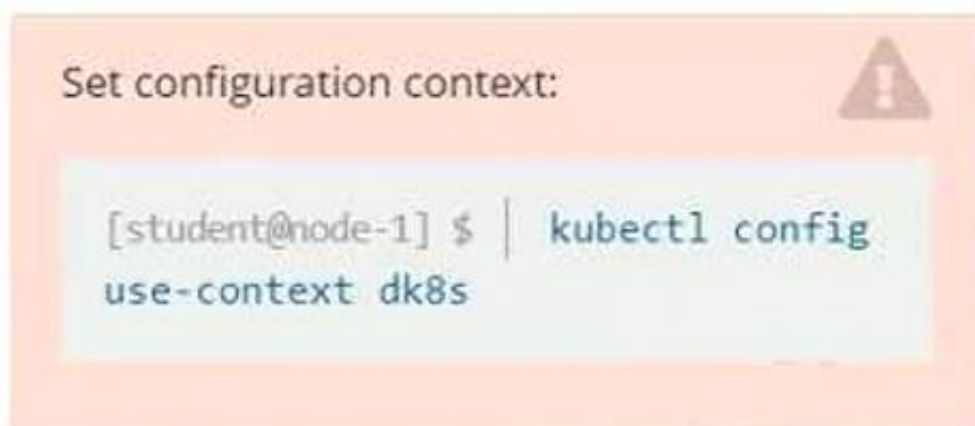 Set configuration context:
[student@node-1] $ | kubectl config
use-context dk8s